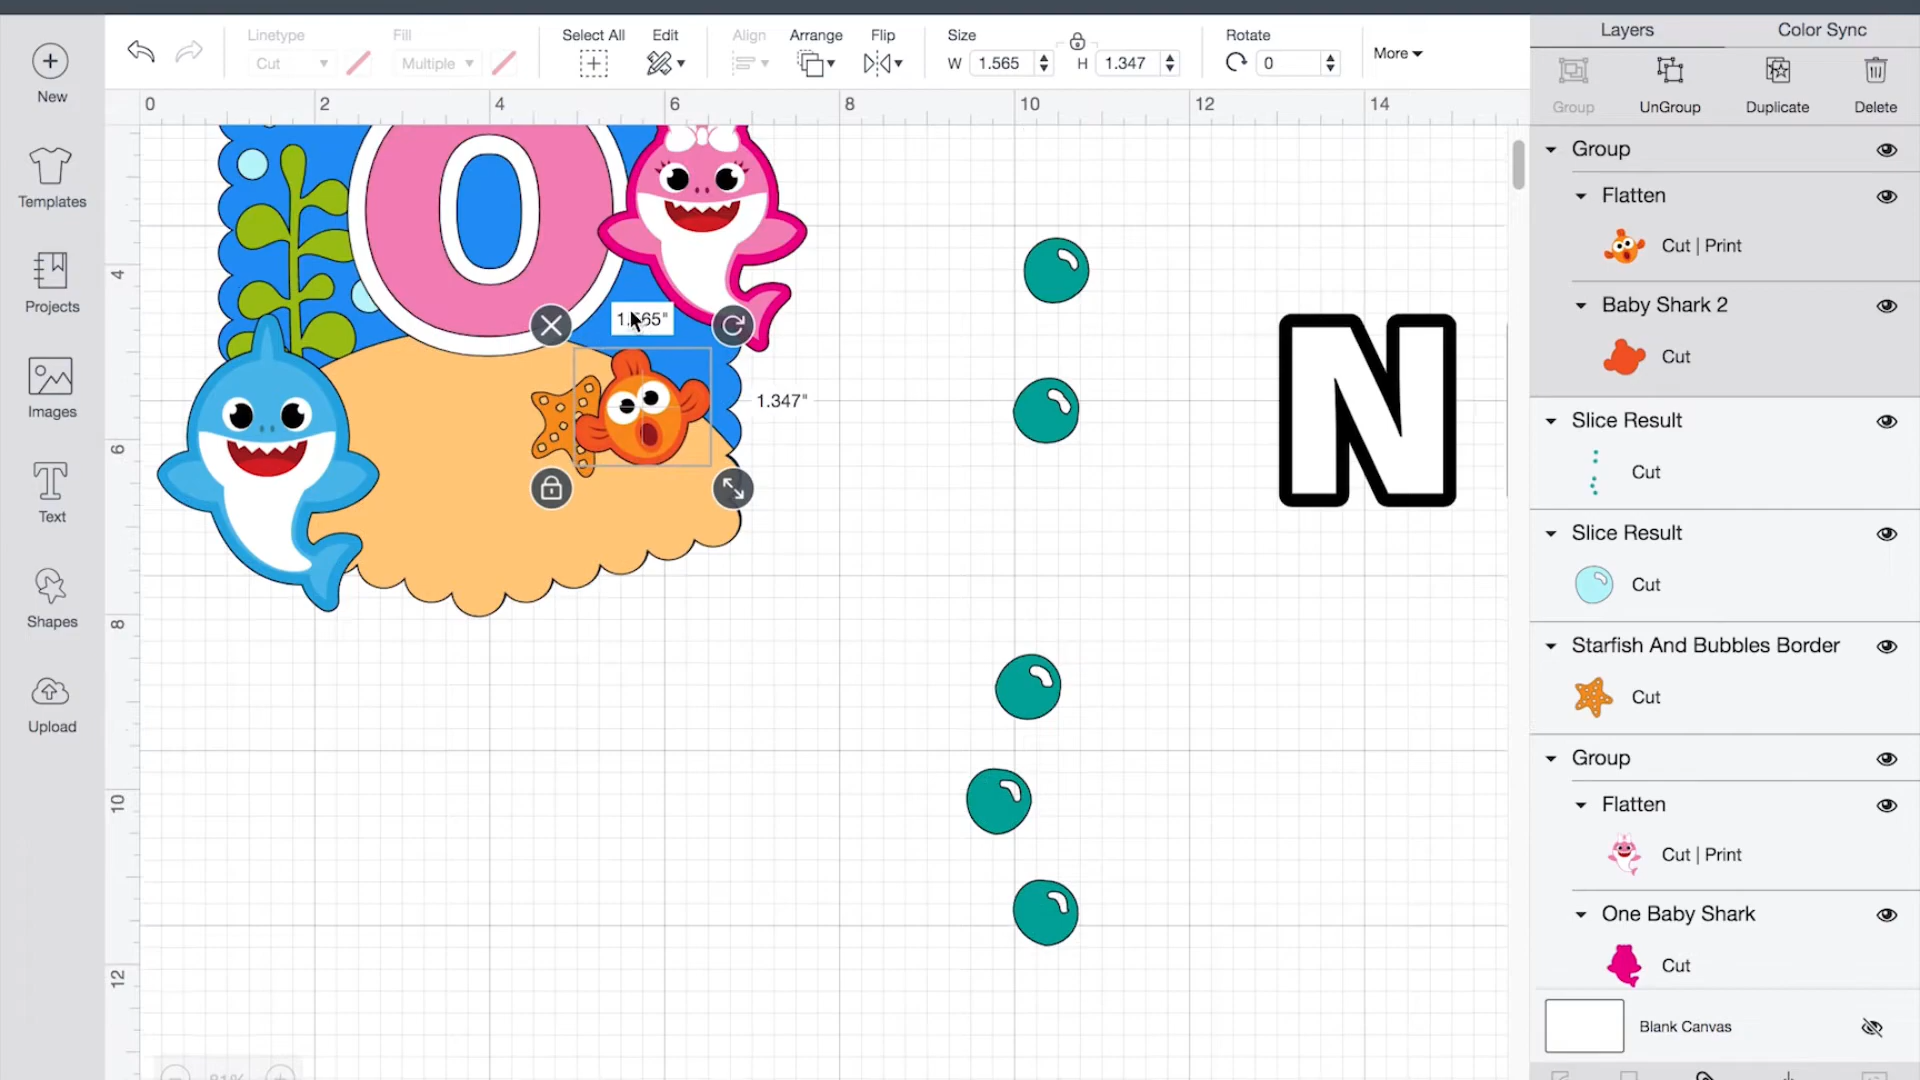 Linetype
Fill
Select All
Edit
Align
Arrange
Flip
Size
Rotate
Layers
Color Sync
New
Cut
Multiple
W 1.565
H 1.347
0
More
Group
UnGroup
Duplicate
Delete
0 2 4 6 8 10 12 14
Templates
Projects
Images
Text
Shapes
Upload
4
6
8
10
12
O
1.347"
N
Group
Flatten
Cut | Print
Baby Shark 2
Cut
Slice Result
Cut
Slice Result
Cut
Starfish And Bubbles Border
Cut
Group
Flatten
Cut | Print
One Baby Shark
Cut
Blank Canvas